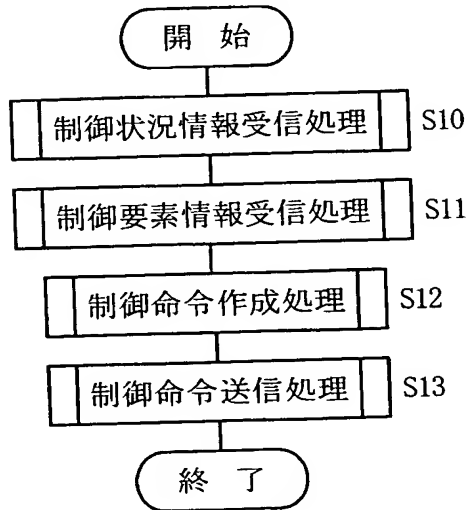 開 始
制御状況情報受信処理 S10
制御要素情報受信処理 S11
制御命令作成処理 S12
制御命令送信処理 S13
終 了